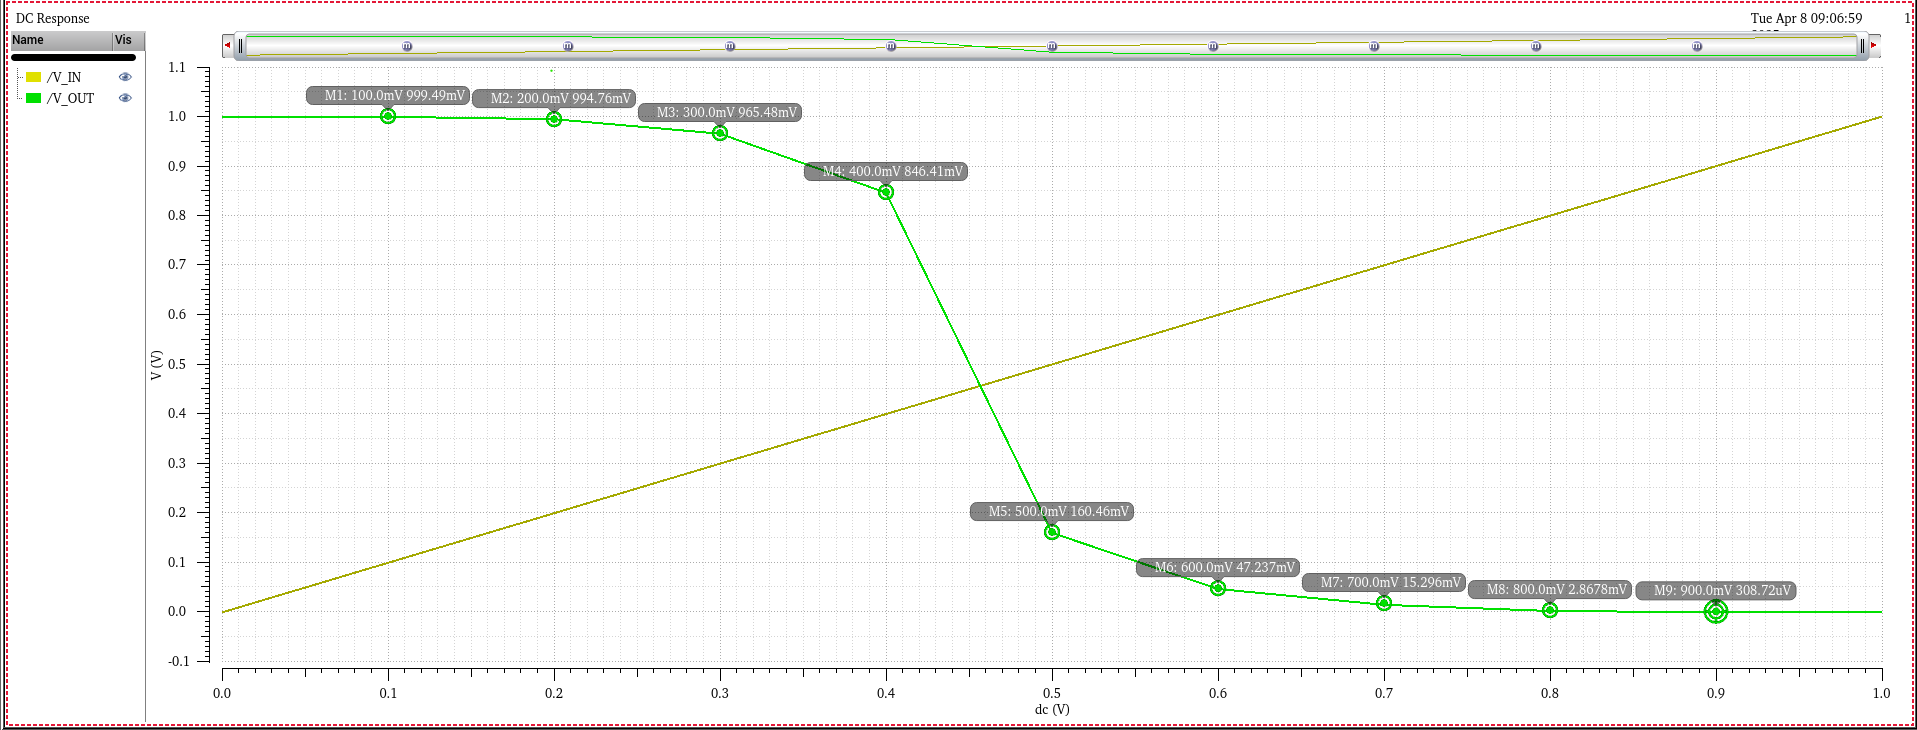 DC Response
Tue Apr 8 09:06:59 1
Name Vis
/V_IN
/V_OUT
1.1
1.0
0.9
0.8
0.7
0.6
0.5
0.4
0.3
0.2
0.1
0.0
-0.1
V (V)
M1: 100.0mV 999.49mV
M2: 200.0mV 994.76mV
M3: 300.0mV 965.48mV
M4: 400.0mV 846.41mV
M5: 500.0mV 160.46mV
M6: 600.0mV 47.237mV
M7: 700.0mV 15.296mV
M8: 800.0mV 2.8678mV
M9: 900.0mV 308.72uV
0.0 0.1 0.2 0.3 0.4 0.5 0.6 0.7 0.8 0.9 1.0
dc (V)